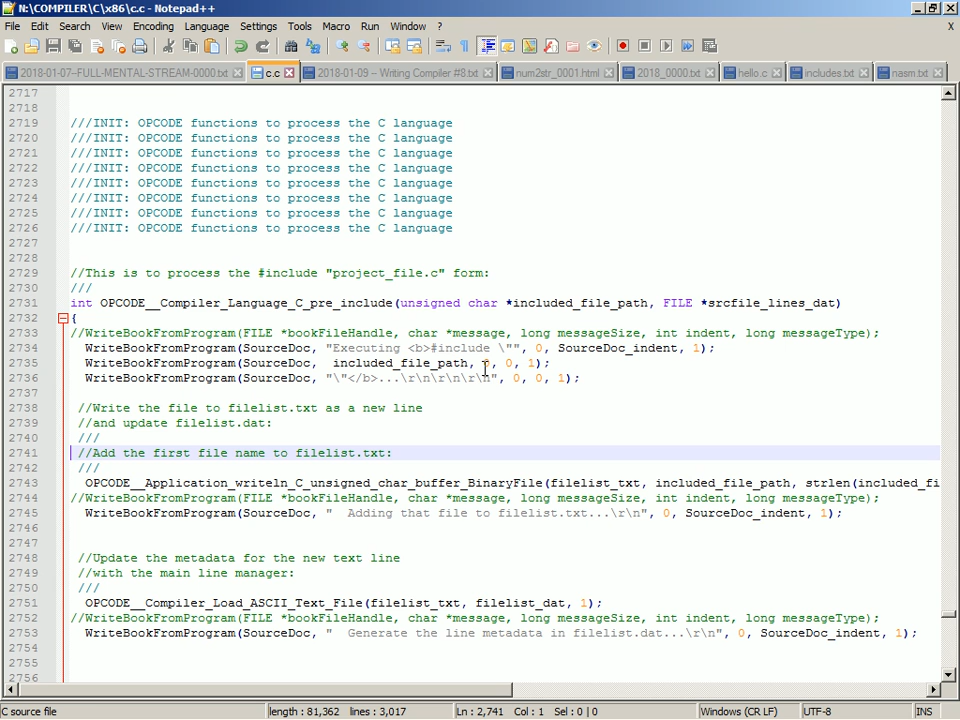 N:\COMPILER\C\x86\c.c - Notepad++
File Edit Search View Encoding Language Settings Tools Macro Run Window ?
X
2018-01-07-FULL-MENTAL-STREAM-0000.txt c.c 2018-01-09 -- Writing Compiler #8.txt num2str_0001.html 2018_0000.txt hello.c includes.txt nasm.txt
2717
2718
2719 ///INIT: OPCODE functions to process the C language
2720 ///INIT: OPCODE functions to process the C language
2721 ///INIT: OPCODE functions to process the C language
2722 ///INIT: OPCODE functions to process the C language
2723 ///INIT: OPCODE functions to process the C language
2724 ///INIT: OPCODE functions to process the C language
2725 ///INIT: OPCODE functions to process the C language
2726 ///INIT: OPCODE functions to process the C language
2727
2728
2729 //This is to process the #include "project_file.c" form:
2730 ///
2731 int OPCODE__Compiler_Language_C_pre_include(unsigned char *included_file_path, FILE *srcfile_lines_dat)
2732 {
2733 //WriteBookFromProgram(FILE *bookFileHandle, char *message, long messageSize, int indent, long messageType);
2734 WriteBookFromProgram(SourceDoc, "Executing <b>#include \"", 0, SourceDoc_indent, 1);
2735 WriteBookFromProgram(SourceDoc, included_file_path, 0, 0, 1);
2736 WriteBookFromProgram(SourceDoc, "\"</b>...\r\n\r\n\r\n", 0, 0, 1);
2737
2738 //Write the file to filelist.txt as a new line
2739 //and update filelist.dat:
2740 ///
2741 //Add the first file name to filelist.txt:
2742 ///
2743 OPCODE__Application_writeln_C_unsigned_char_buffer_BinaryFile(filelist_txt, included_file_path, strlen(included_fi
2744 //WriteBookFromProgram(FILE *bookFileHandle, char *message, long messageSize, int indent, long messageType);
2745 WriteBookFromProgram(SourceDoc, "  Adding that file to filelist.txt...\r\n", 0, SourceDoc_indent, 1);
2746
2747
2748 //Update the metadata for the new text line
2749 //with the main line manager:
2750 ///
2751 OPCODE__Compiler_Load_ASCII_Text_File(filelist_txt, filelist_dat, 1);
2752 //WriteBookFromProgram(FILE *bookFileHandle, char *message, long messageSize, int indent, long messageType);
2753 WriteBookFromProgram(SourceDoc, "  Generate the line metadata in filelist.dat...\r\n", 0, SourceDoc_indent, 1);
2754
2755
2756
C source file length : 81,362 lines : 3,017 Ln : 2,741 Col : 1 Sel : 0 | 0 Windows (CR LF) UTF-8 INS